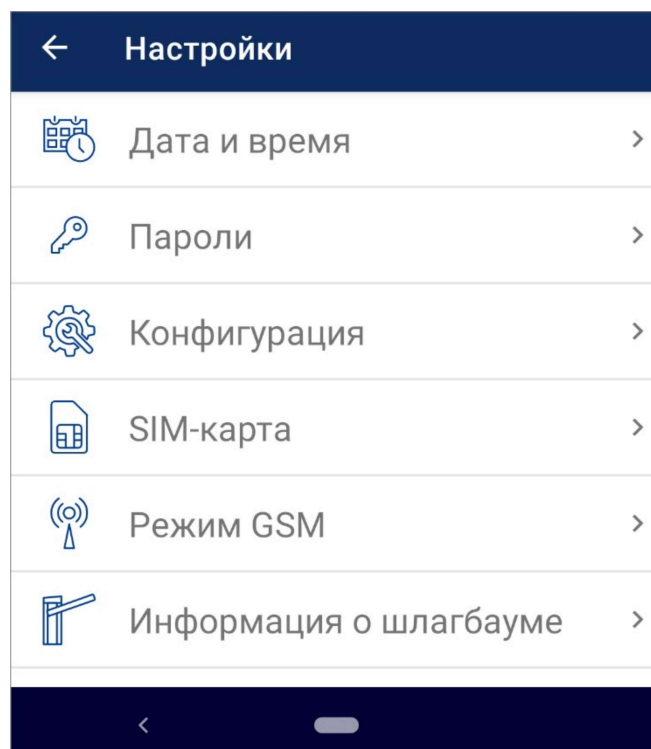 Настройки
Дата и время
Пароли
Конфигурация
SIM-карта
Режим GSM
Информация о шлагбауме